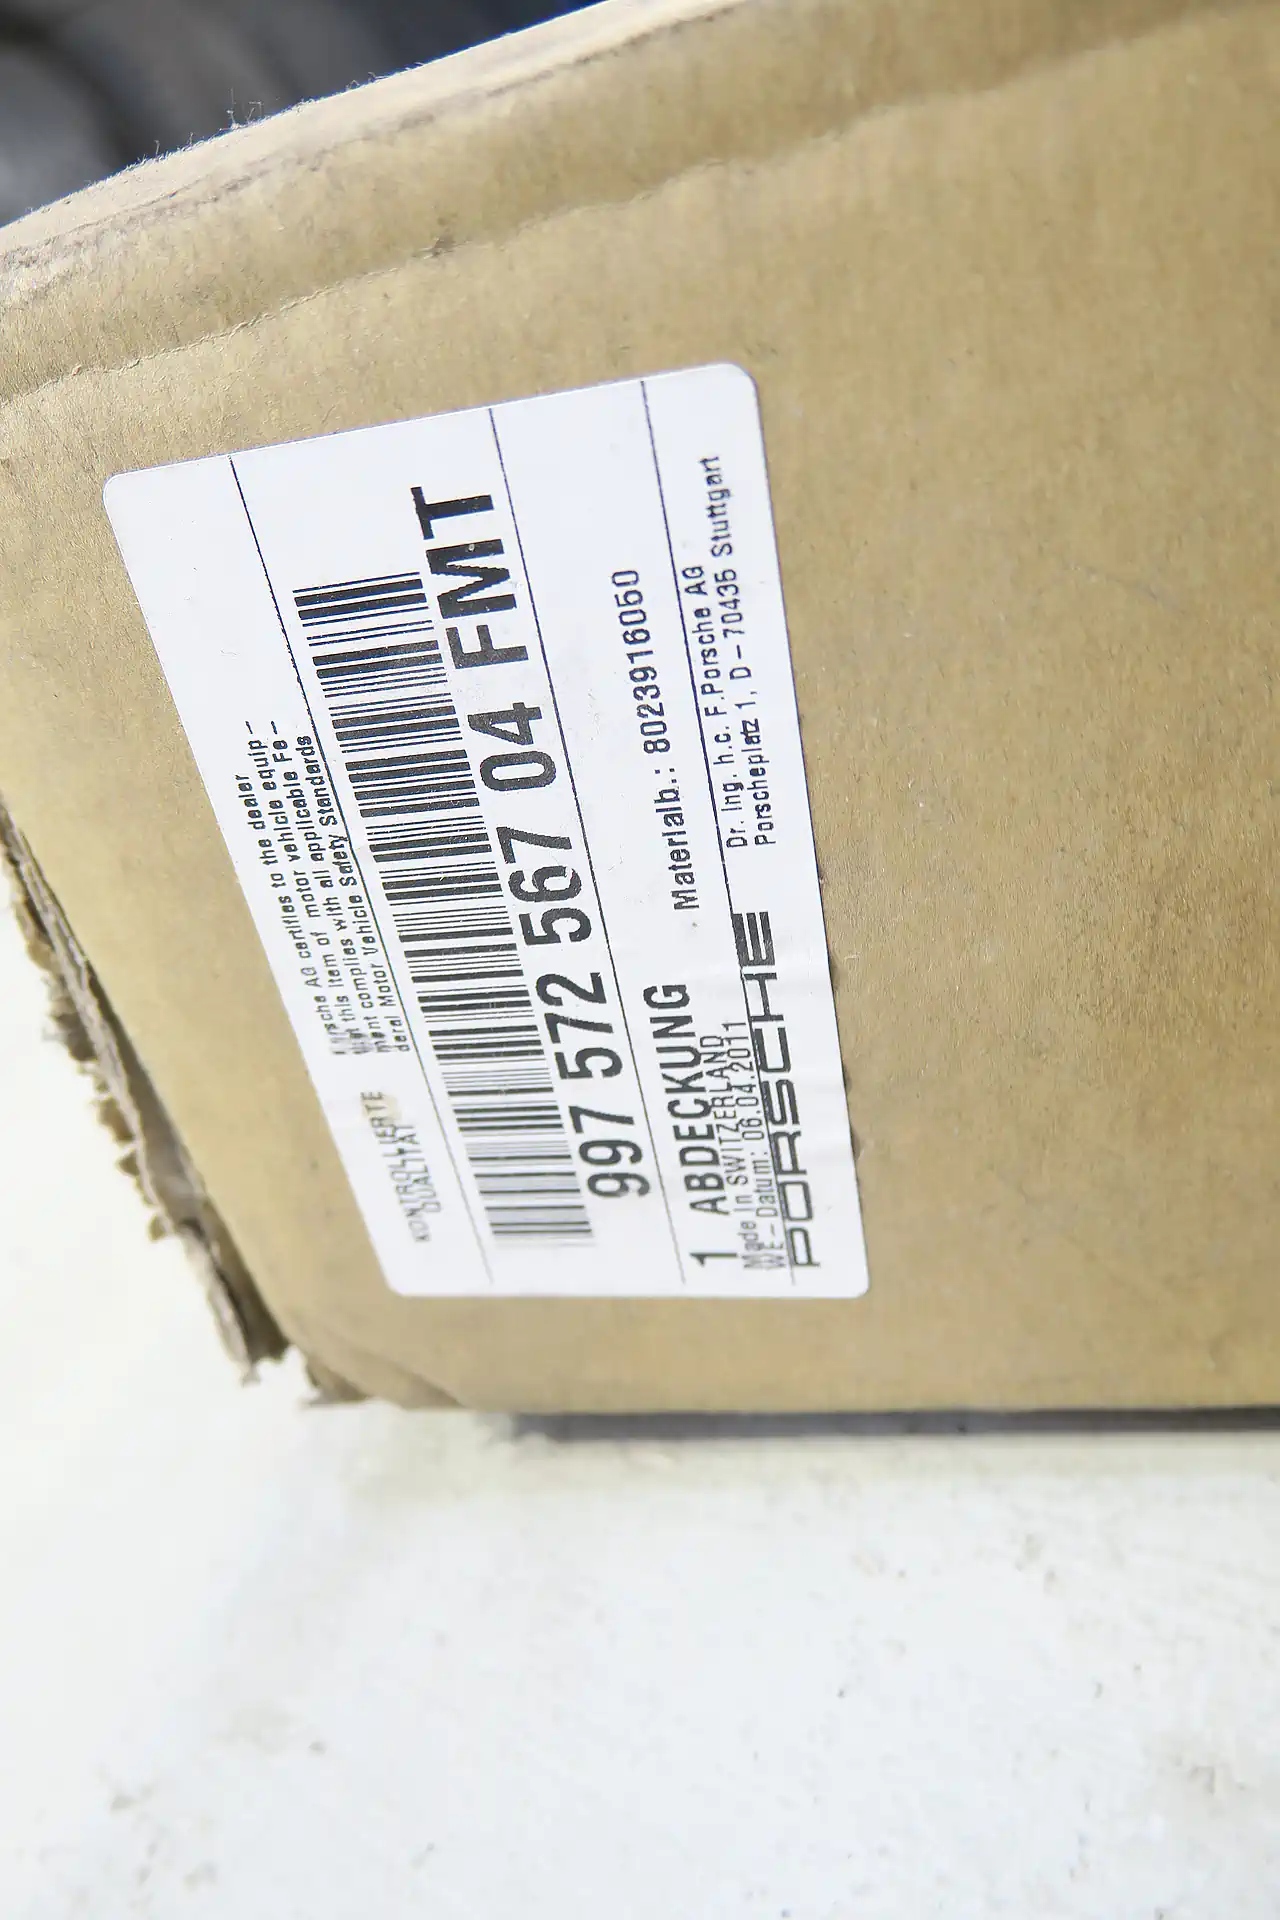 KONTROLLIERTE
QUALITÄT
Porsche AG certifies to the dealer
that this item of motor vehicle equip-
ment complies with all applicable Fe-
deral Motor Vehicle Safety Standards
997 572 567 04 FMT
1 ABDECKUNG
Materialb.: 8023916050
Made in SWITZERLAND
WE-Datum: 06.04.2011
PORSCHE
Dr. Ing. h.c. F.Porsche AG
Porscheplatz 1, D-70435 Stuttgart